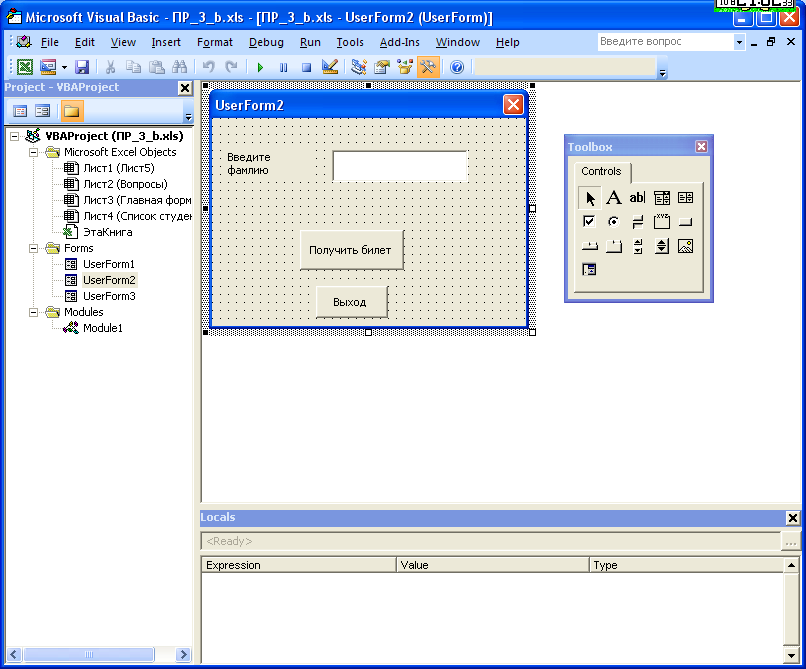 Microsoft Visual Basic - ПР_3_b.xls - [ПР_3_b.xls - UserForm2 (UserForm)]
File Edit View Insert Format Debug Run Tools Add-Ins Window Help
Введите вопрос
Project - VBAProject
VBAProject (ПР_3_b.xls)
Microsoft Excel Objects
Лист1 (Лист5)
Лист2 (Вопросы)
Лист3 (Главная форм
Лист4 (Список студен
ЭтаКнига
Forms
UserForm1
UserForm2
UserForm3
Modules
Module1
UserForm2
Введите
фамлию
Получить билет
Выход
Toolbox
Controls
A abl
XYZ
Locals
<Ready>
...
Expression Value Type